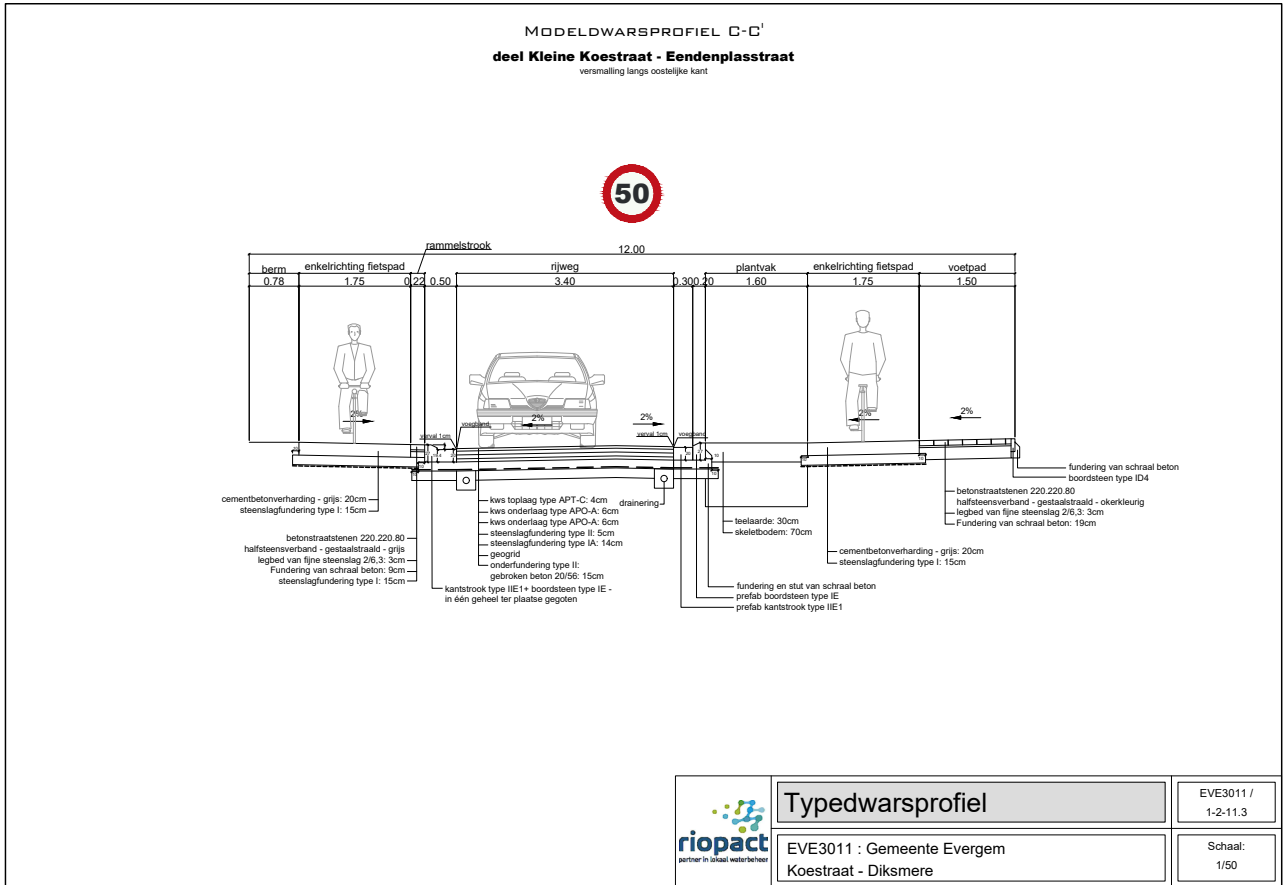 MODELDWARSPROFIEL C-C'
deel Kleine Koestraat - Eendenplasstraat
versmalling langs oostelijke kant
50
rammelstrook
12.00
berm
enkelrichting fietspad
rijweg
plantvak
enkelrichting fietspad
voetpad
0.78
1.75
0.22
0.50
3.40
0.30
0.20
1.60
1.75
1.50
2%
2%
2%
2%
2%
verval 1cm
voegband
verval 1cm
voegband
cementbetonverharding - grijs: 20cm
steenslagfundering type I: 15cm
betonstraatstenen 220.220.80
halfsteensverband - gestaalstraald - grijs
legbed van fijne steenslag 2/6,3: 3cm
Fundering van schraal beton: 9cm
steenslagfundering type I: 15cm
kws toplaag type APT-C: 4cm
kws onderlaag type APO-A: 6cm
kws onderlaag type APO-A: 6cm
steenslagfundering type II: 5cm
steenslagfundering type IA: 14cm
geogrid
onderfundering type II:
gebroken beton 20/56: 15cm
kantstrook type IIE1+ boordsteen type IE -
in één geheel ter plaatse gegoten
drainering
teelaarde: 30cm
skeletbodem: 70cm
fundering en stut van schraal beton
prefab boordsteen type IE
prefab kantstrook type IIE1
cementbetonverharding - grijs: 20cm
steenslagfundering type I: 15cm
fundering van schraal beton
boordsteen type ID4
betonstraatstenen 220.220.80
halfsteensverband - gestaalstraald - okerkleurig
legbed van fijne steenslag 2/6,3: 3cm
Fundering van schraal beton: 19cm
riopact
partner in lokaal waterbeheer
Typedwarsprofiel
EVE3011 /
1-2-11.3
EVE3011 : Gemeente Evergem
Koestraat - Diksmere
Schaal:
1/50